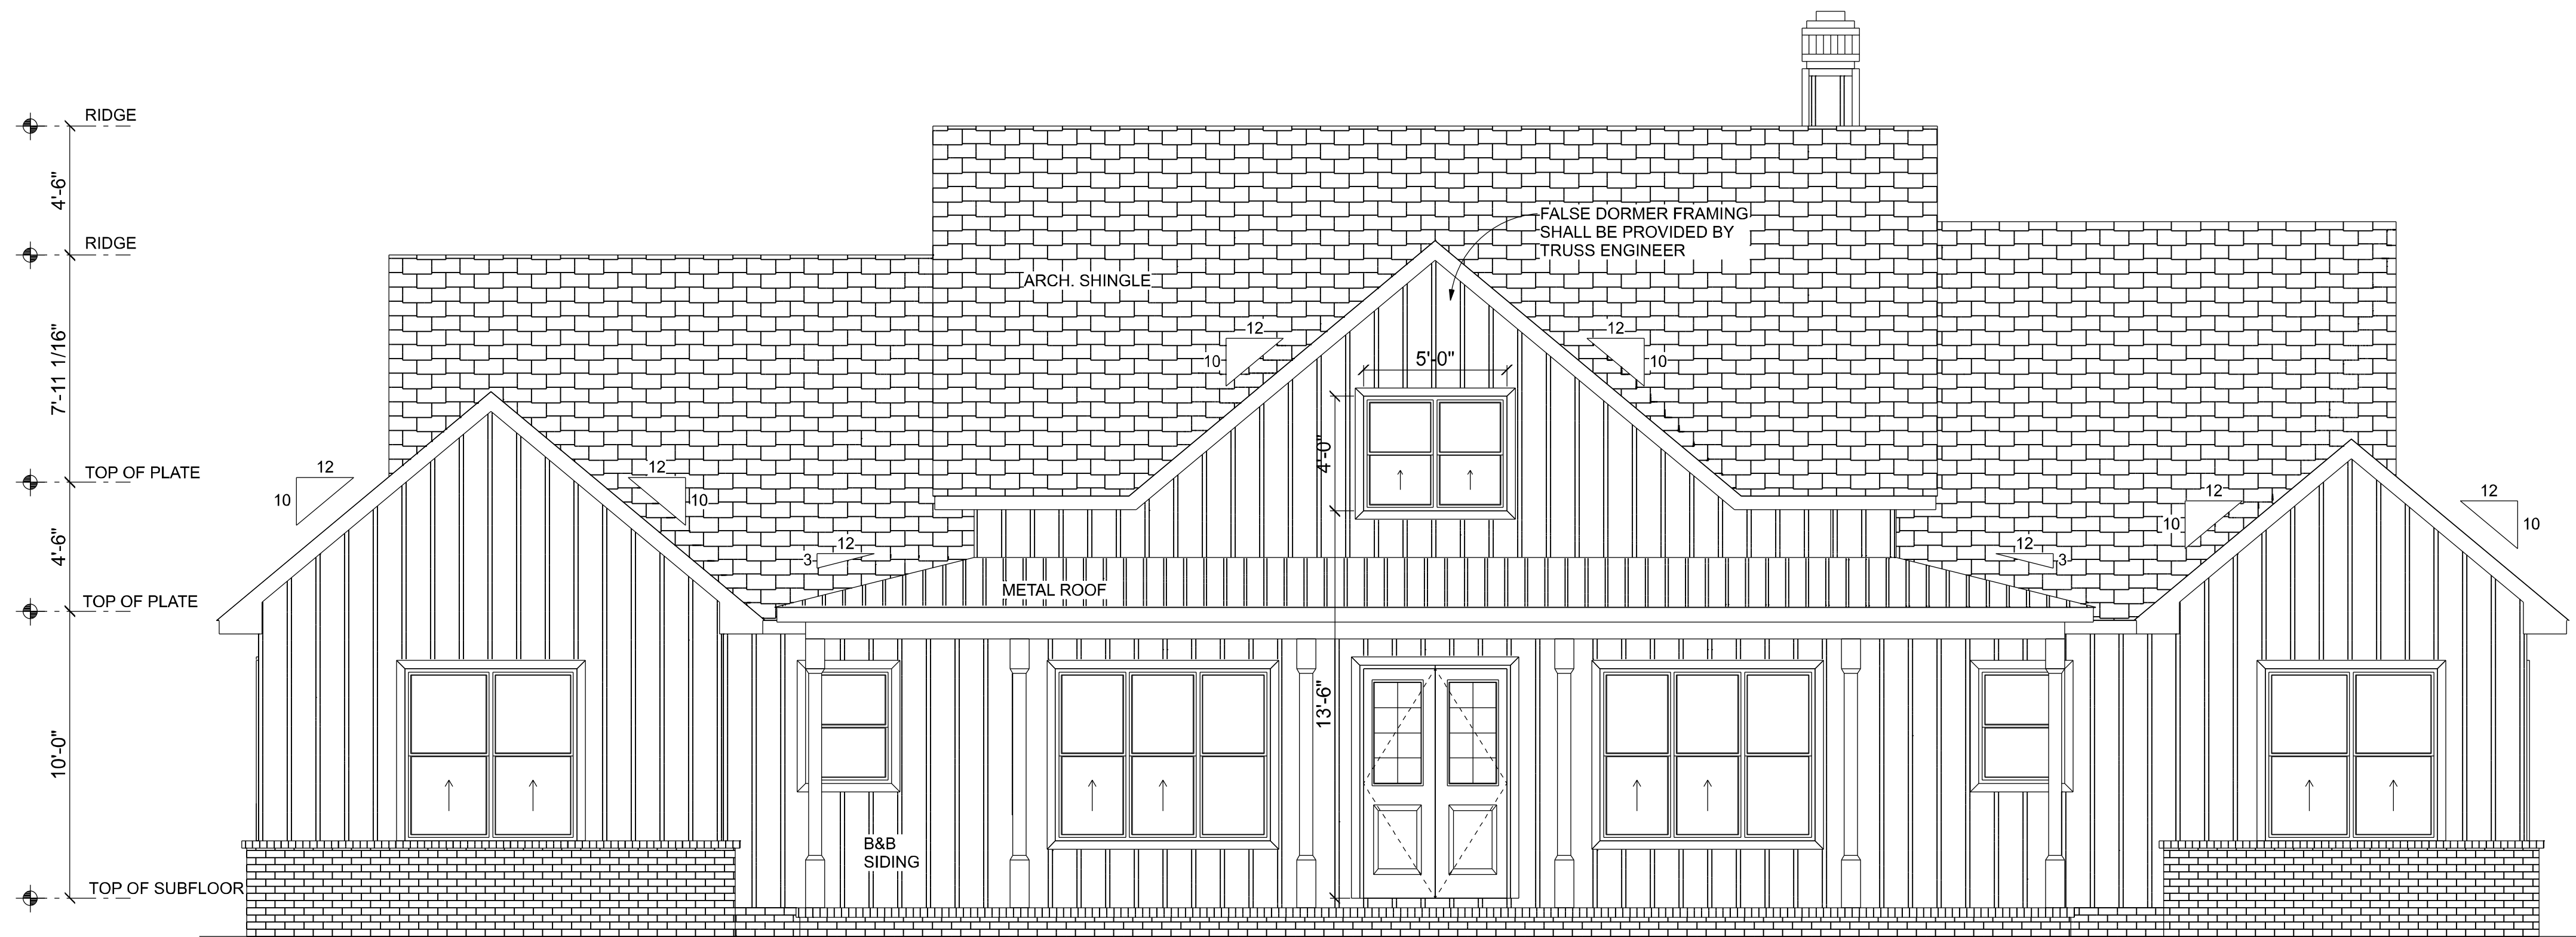 RIDGE
4'-6"
RIDGE
7'-11 1/16"
TOP OF PLATE
4'-6"
TOP OF PLATE
10'-0"
TOP OF SUBFLOOR
FALSE DORMER FRAMING
SHALL BE PROVIDED BY
TRUSS ENGINEER
ARCH. SHINGLE
12
10
12
10
5'-0"
4'-0"
12
10
12
10
12
10
12
10
12
3
12
3
METAL ROOF
13'-6"
B&B
SIDING